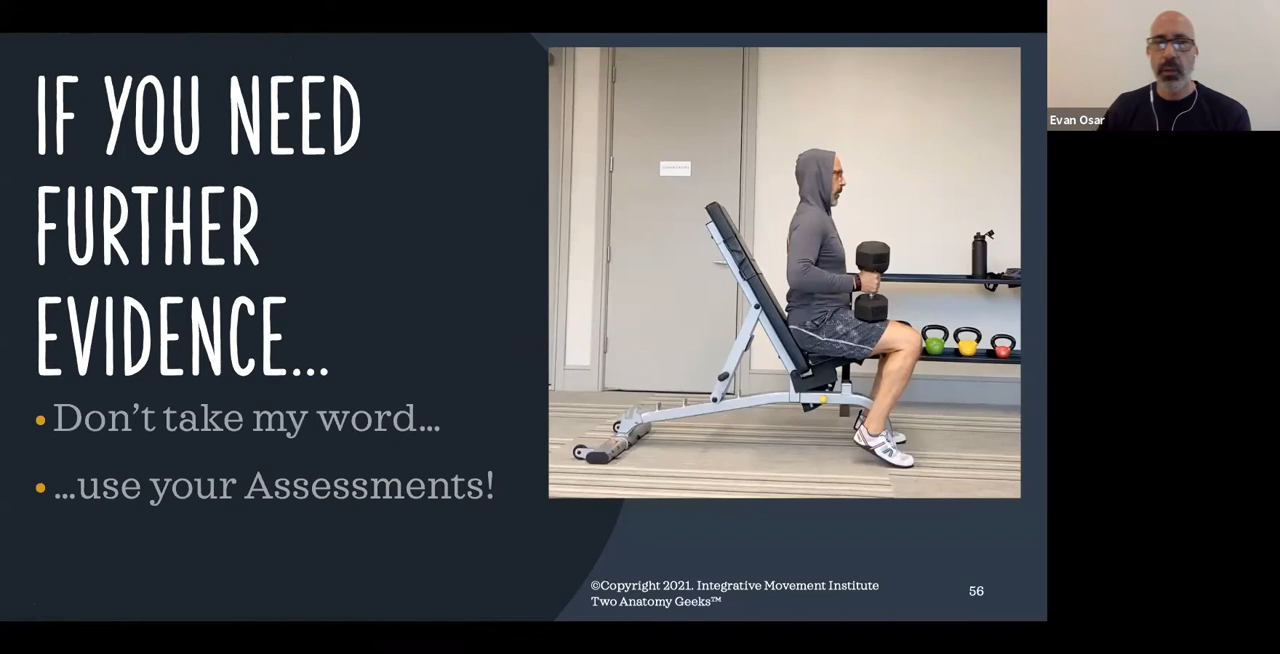 IF YOU NEED
FURTHER
EVIDENCE...
• Don't take my word...
• ...use your Assessments!
©Copyright 2021. Integrative Movement Institute
Two Anatomy Geeks™
56
Evan Osar